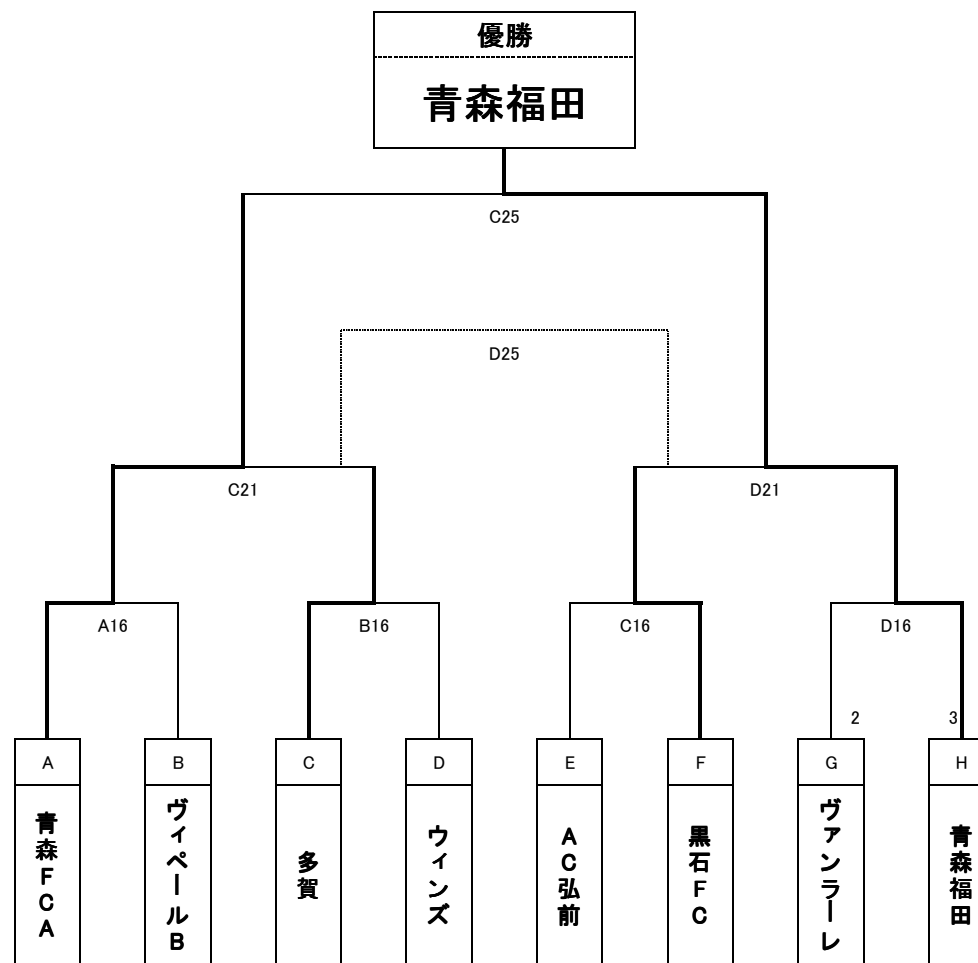 優勝
青森福田
C25
D25
C21
D21
A16
B16
C16
D16
2
3
A
B
C
D
E
F
G
H
青森FCA
ヴィペールB
多賀
ウィンズ
AC弘前
黒石FC
ヴァンラーレ
青森福田